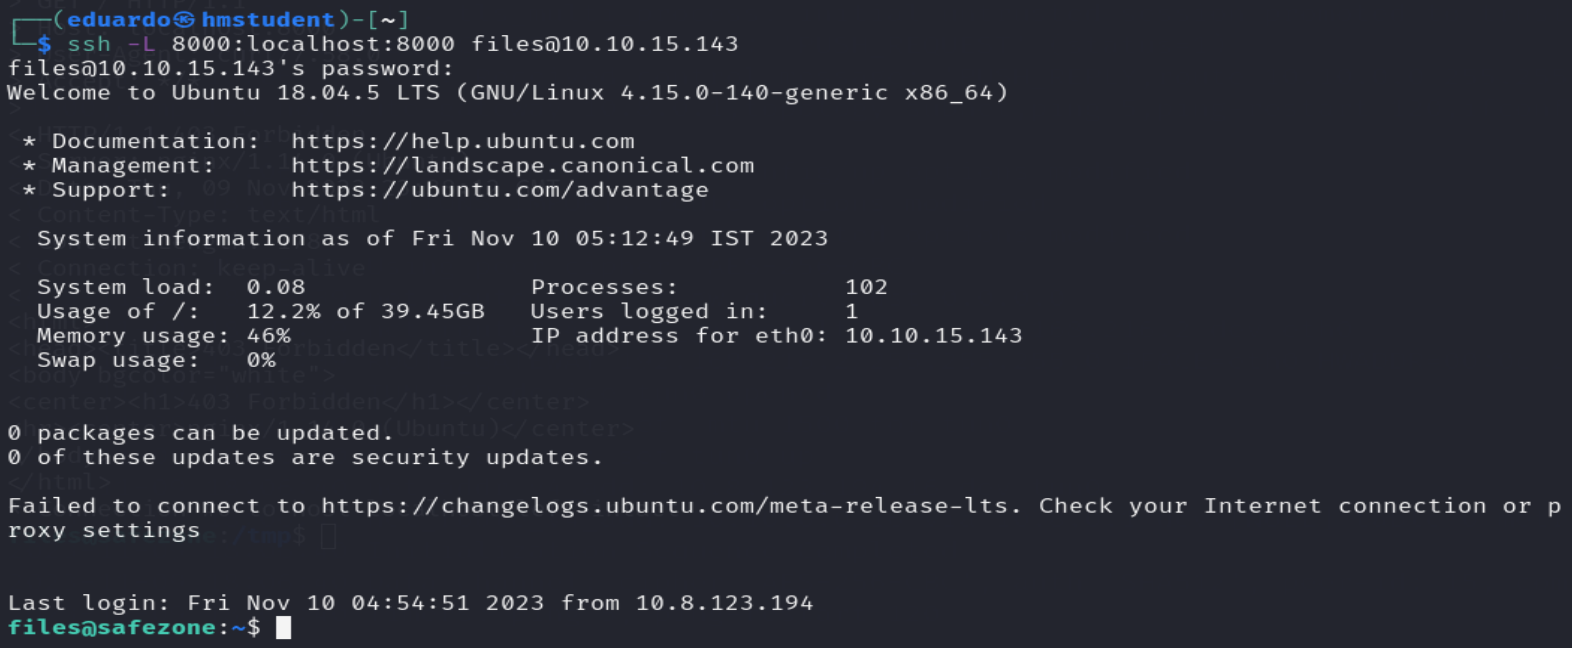 ┌──(eduardo㉿hmstudent)-[~]
└─$ ssh -L 8000:localhost:8000 files@10.10.15.143
files@10.10.15.143's password:
Welcome to Ubuntu 18.04.5 LTS (GNU/Linux 4.15.0-140-generic x86_64)
* Documentation: https://help.ubuntu.com
* Management: https://landscape.canonical.com
* Support: https://ubuntu.com/advantage
System information as of Fri Nov 10 05:12:49 IST 2023
System load: 0.08 Processes: 102
Usage of /: 12.2% of 39.45GB Users logged in: 1
Memory usage: 46% IP address for eth0: 10.10.15.143
Swap usage: 0%
0 packages can be updated.
0 of these updates are security updates.
Failed to connect to https://changelogs.ubuntu.com/meta-release-lts. Check your Internet connection or p
roxy settings
Last login: Fri Nov 10 04:54:51 2023 from 10.8.123.194
files@safezone:~$